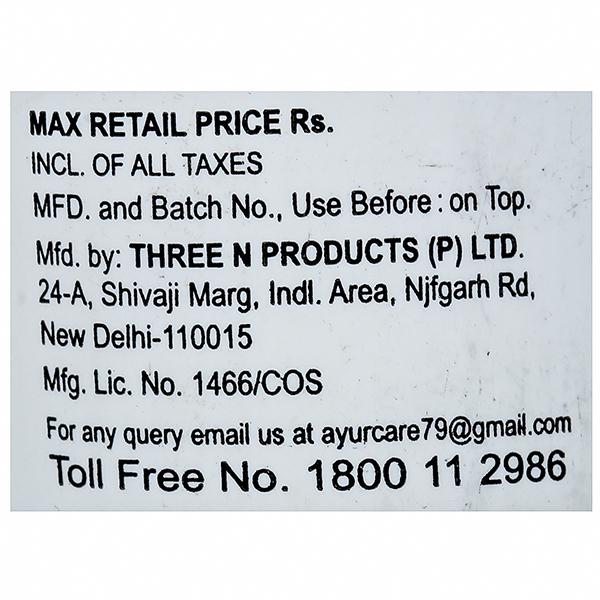 MAX RETAIL PRICE Rs.
INCL. OF ALL TAXES
MFD. and Batch No., Use Before : on Top.
Mfd. by: THREE N PRODUCTS (P) LTD.
24-A, Shivaji Marg, Indl. Area, Njfgarh Rd,
New Delhi-110015
Mfg. Lic. No. 1466/COS
For any query email us at ayurcare79@gmail.com
Toll Free No. 1800 11 2986